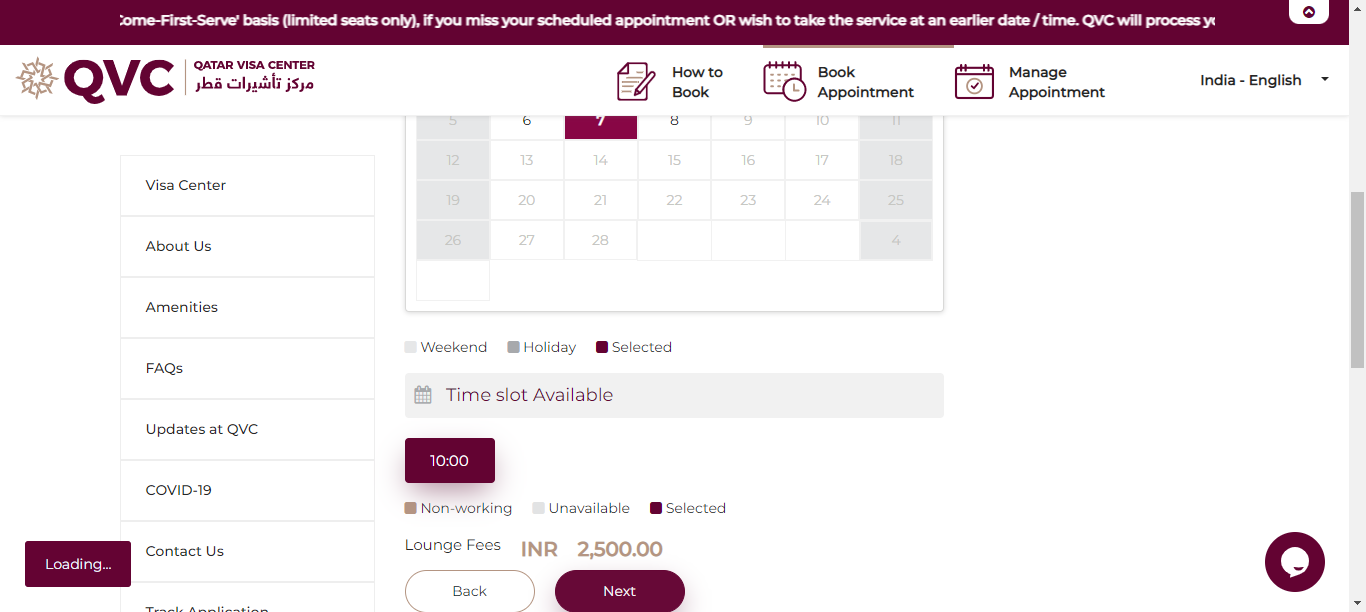 Come-First-Serve' basis (limited seats only), if you miss your scheduled appointment OR wish to take the service at an earlier date / time. QVC will process
QVC
QATAR VISA CENTER
مركز تأشيرات قطر
How to
Book
Book
Appointment
Manage
Appointment
India - English
Visa Center
About Us
Amenities
FAQs
Updates at QVC
COVID-19
Contact Us
Track Application
5 6 7 8 9 10 11
12 13 14 15 16 17 18
19 20 21 22 23 24 25
26 27 28 4
Weekend Holiday Selected
Time slot Available
10:00
Non-working Unavailable Selected
Lounge Fees INR 2,500.00
Back Next
Loading...